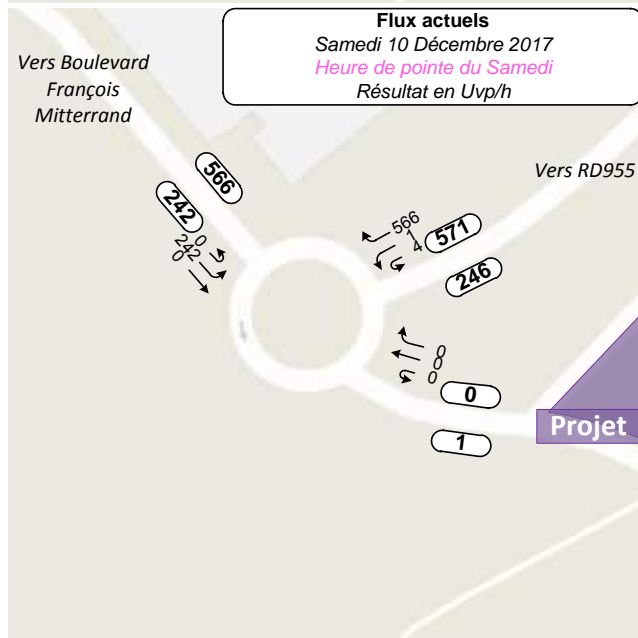 Flux actuels
Samedi 10 Décembre 2017
Heure de pointe du Samedi
Résultat en Uvp/h
Vers Boulevard
François
Mitterrand
Vers RD955
566
242
0
242
0
566
1
4
571
246
0
0
0
0
1
Projet